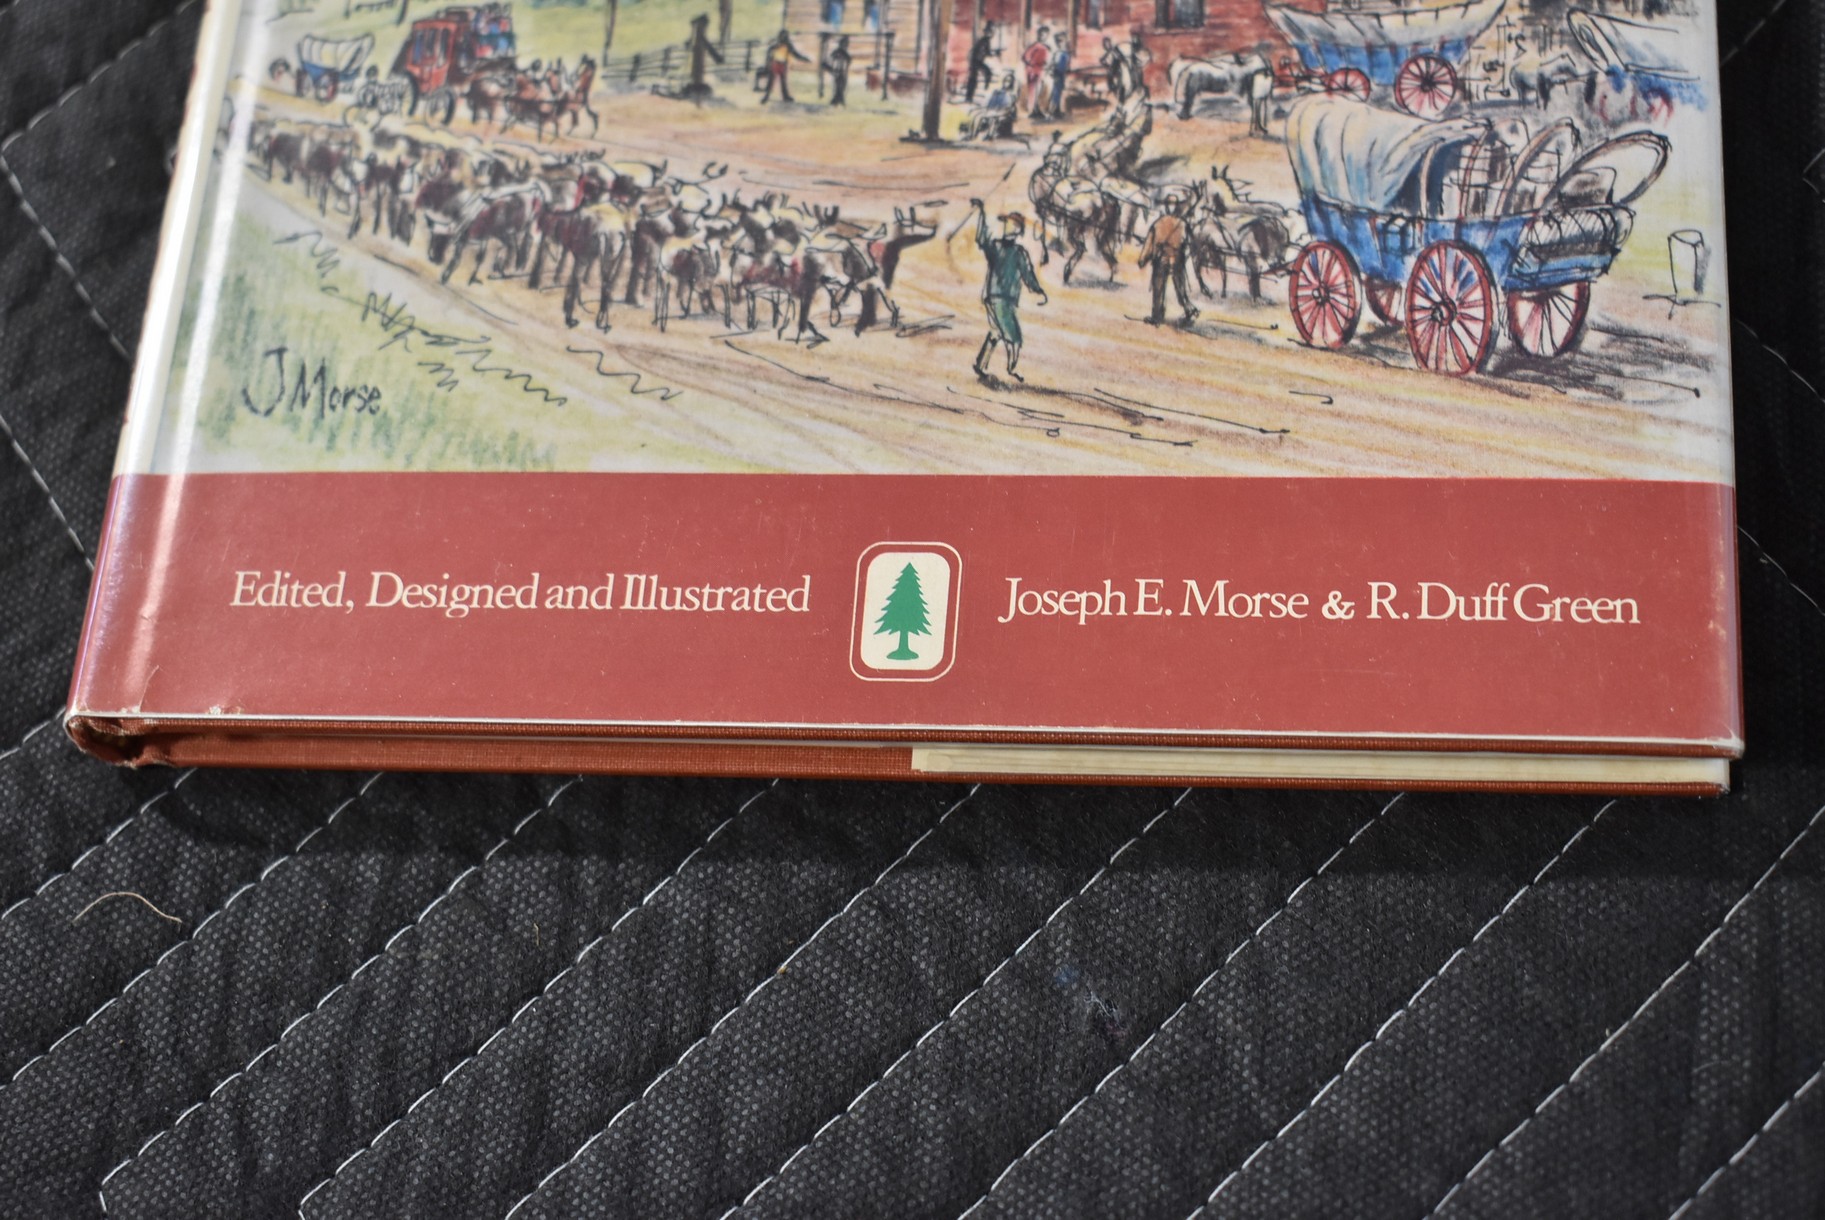 J Morse
Edited, Designed and Illustrated
Joseph E. Morse & R. Duff Green